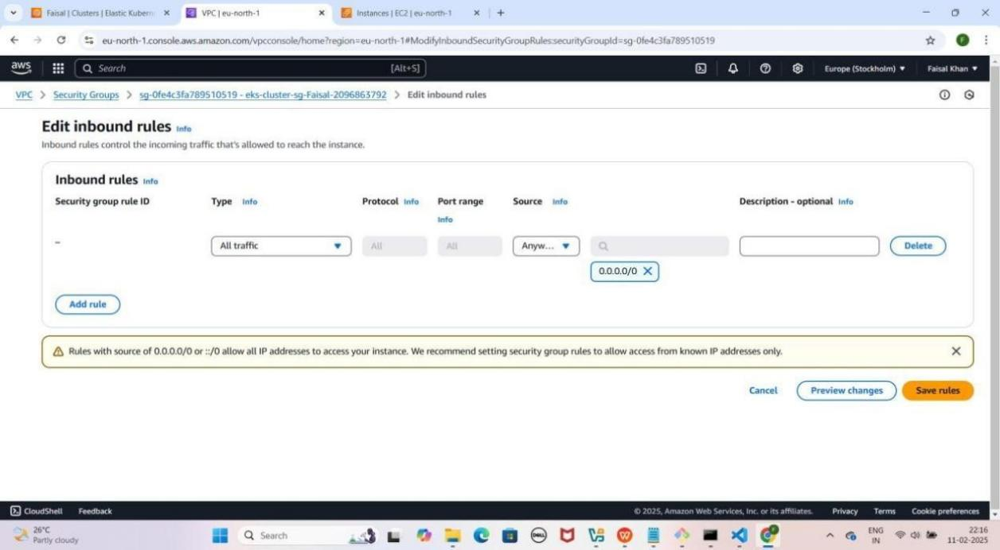 Faisal | Clusters | Elastic Kubern
VPC | eu-north-1
Instances | EC2 | eu-north-1
eu-north-1.console.aws.amazon.com/vpcconsole/home?region=eu-north-1#ModifyInboundSecurityGroupRules:securityGroupId=sg-0fe4c3fa789510519
F
aws
Search [Alt+S]
Europe (Stockholm)
Faisal Khan
VPC > Security Groups > sg-0fe4c3fa789510519 - eks-cluster-sg-Faisal-2096863792 > Edit inbound rules
Edit inbound rules Info
Inbound rules control the incoming traffic that's allowed to reach the instance.
Inbound rules Info
Security group rule ID Type Info Protocol Info Port range Source Info Description - optional Info
Info
– All traffic All All Anyw... Delete
0.0.0.0/0
Add rule
Rules with source of 0.0.0.0/0 or ::/0 allow all IP addresses to access your instance. We recommend setting security group rules to allow access from known IP addresses only.
Cancel Preview changes Save rules
CloudShell Feedback © 2025, Amazon Web Services, Inc. or its affiliates. Privacy Terms Cookie preferences
26°C
Partly cloudy
Search
DELL
ENG
IN
22:16
11-02-2025